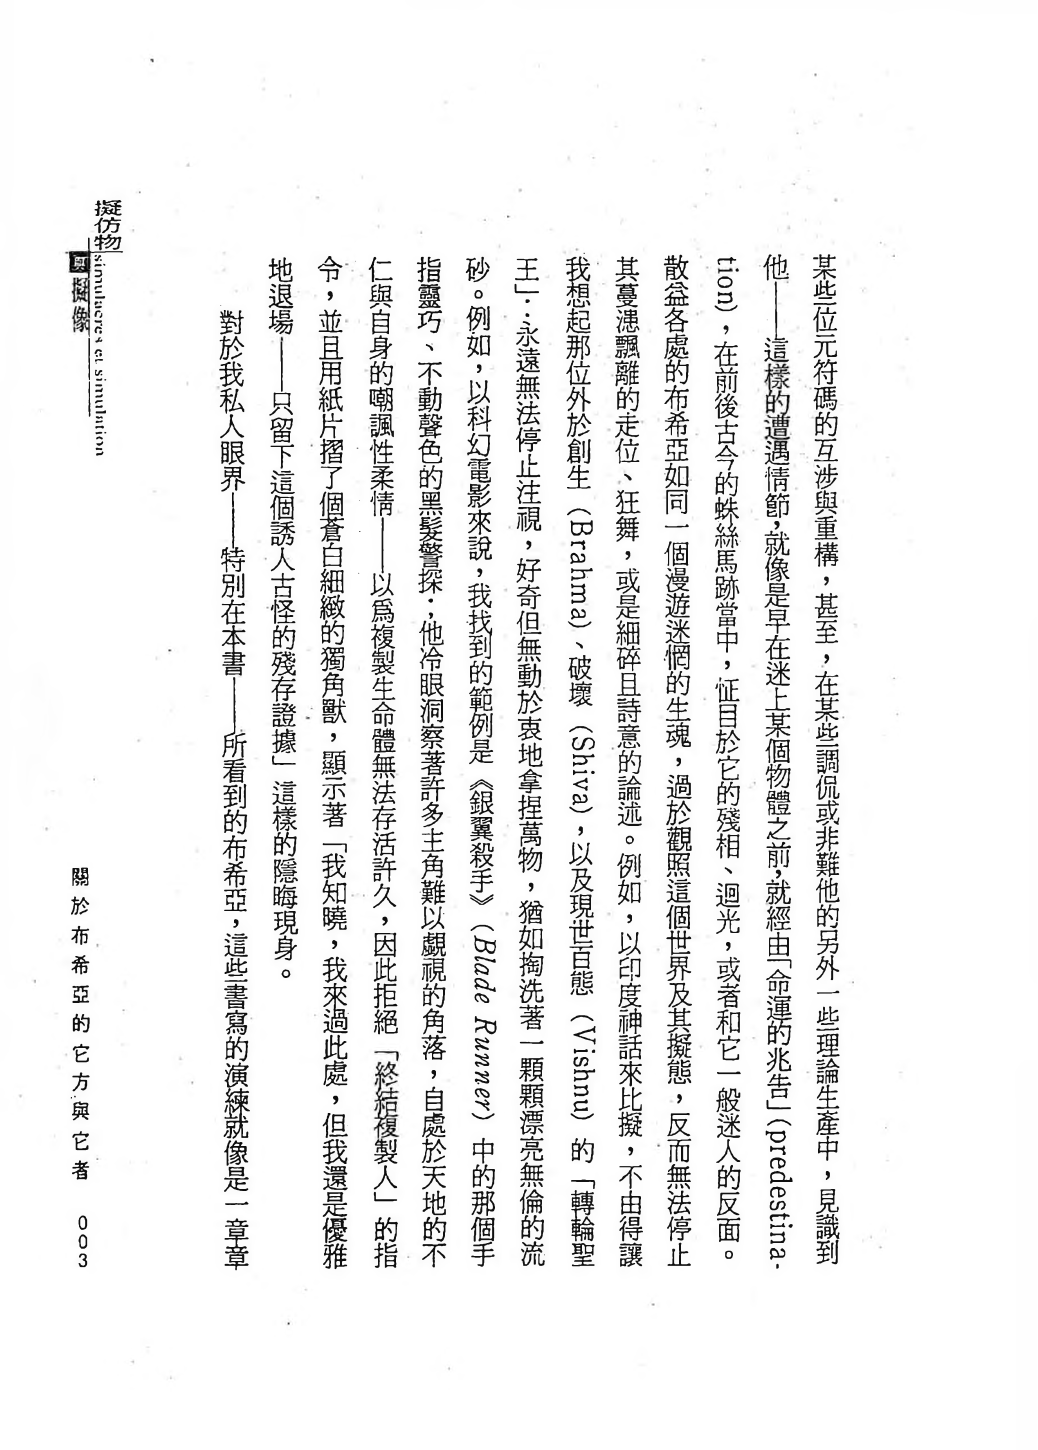 某些位元符碼的互涉與重構，甚至，在某些調侃或非難他的另外一些理論生產中，見識到
他——這樣的遭遇情節，就像是早在迷上某個物體之前，就經由「命運的兆告」（predestina-
tion），在前後古今的蛛絲馬跡當中，怔目於它的殘相、迴光，或者和它一般迷人的反面。
散益各處的布希亞如同一個漫遊迷惘的生魂，過於觀照這個世界及其擬態，反而無法停止
其蔓漶飄離的走位、狂舞，或是細碎且詩意的論述。例如，以印度神話來比擬，不由得讓
我想起那位外於創生（Brahma）、破壞（Shiva），以及現世百態（Vishnu）的「轉輪聖
王」：永遠無法停止注視，好奇但無動於衷地拿捏萬物，猶如掏洗著一顆顆漂亮無倫的流
砂。例如，以科幻電影來說，我找到的範例是《銀翼殺手》（Blade Runner）中的那個手
指靈巧、不動聲色的黑髮警探；他冷眼洞察著許多主角難以覷視的角落，自處於天地的不
仁與自身的嘲諷性柔情——以為複製生命體無法存活許久，因此拒絕「終結複製人」的指
令，並且用紙片摺了個蒼白細緻的獨角獸，顯示著「我知曉，我來過此處，但我還是優雅
地退場——只留下這個誘人古怪的殘存證據」這樣的隱晦現身。
對於我私人眼界——特別在本書——所看到的布希亞，這些書寫的演練就像是一章章
擬仿物
simulacres et simulation
與擬像
關於布希亞的它方與它者 003